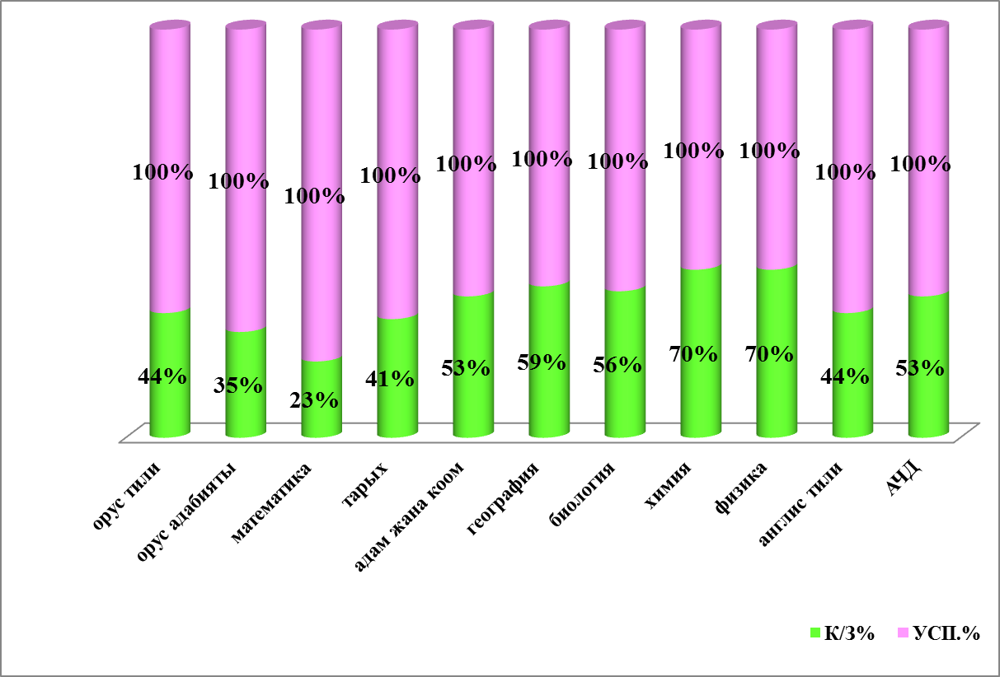 100% 100% 100% 100% 100% 100% 100% 100% 100% 100% 100%
44% 35% 23% 41% 53% 59% 56% 70% 70% 44% 53%
орус тили
орус адабияты
математика
тарых
адам жана коом
география
биология
химия
физика
англис тили
АЧД
К/З% УСП.%